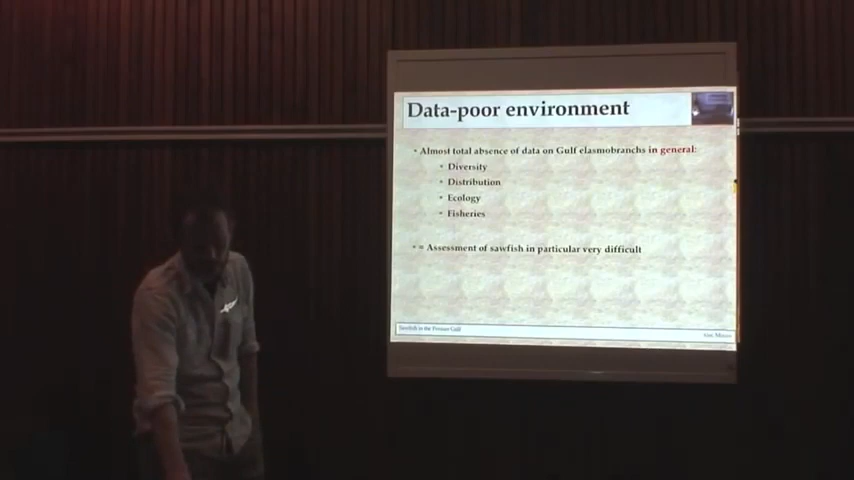 Data-poor environment
• Almost total absence of data on Gulf elasmobranchs in general:
• Diversity
• Distribution
• Ecology
• Fisheries
• = Assessment of sawfish in particular very difficult
Sawfish in the Persian Gulf